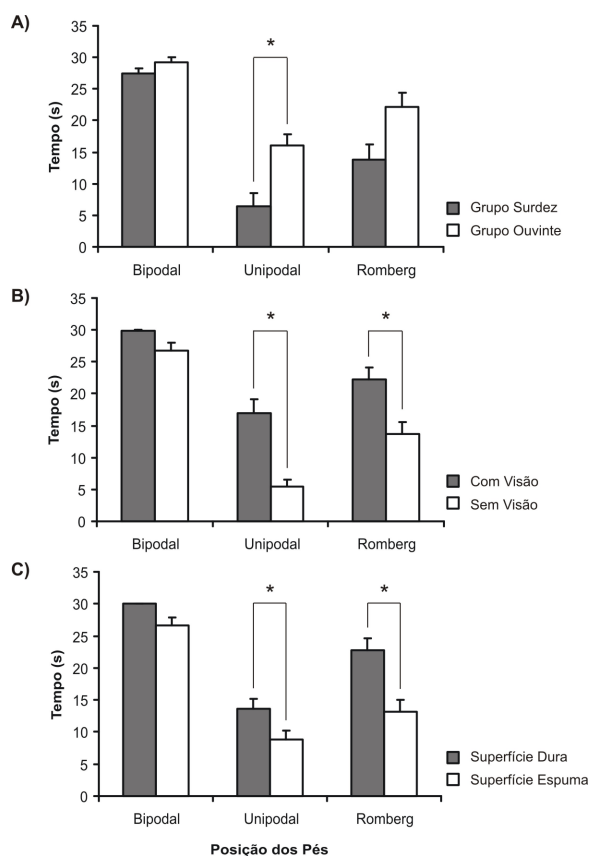 A)
35
30
25
20
15
10
5
0
Tempo (s)
*
Bipodal Unipodal Romberg
Grupo Surdez
Grupo Ouvinte
B)
35
30
25
20
15
10
5
0
Tempo (s)
* *
Bipodal Unipodal Romberg
Com Visão
Sem Visão
C)
35
30
25
20
15
10
5
0
Tempo (s)
* *
Bipodal Unipodal Romberg
Superfície Dura
Superfície Espuma
Posição dos Pés